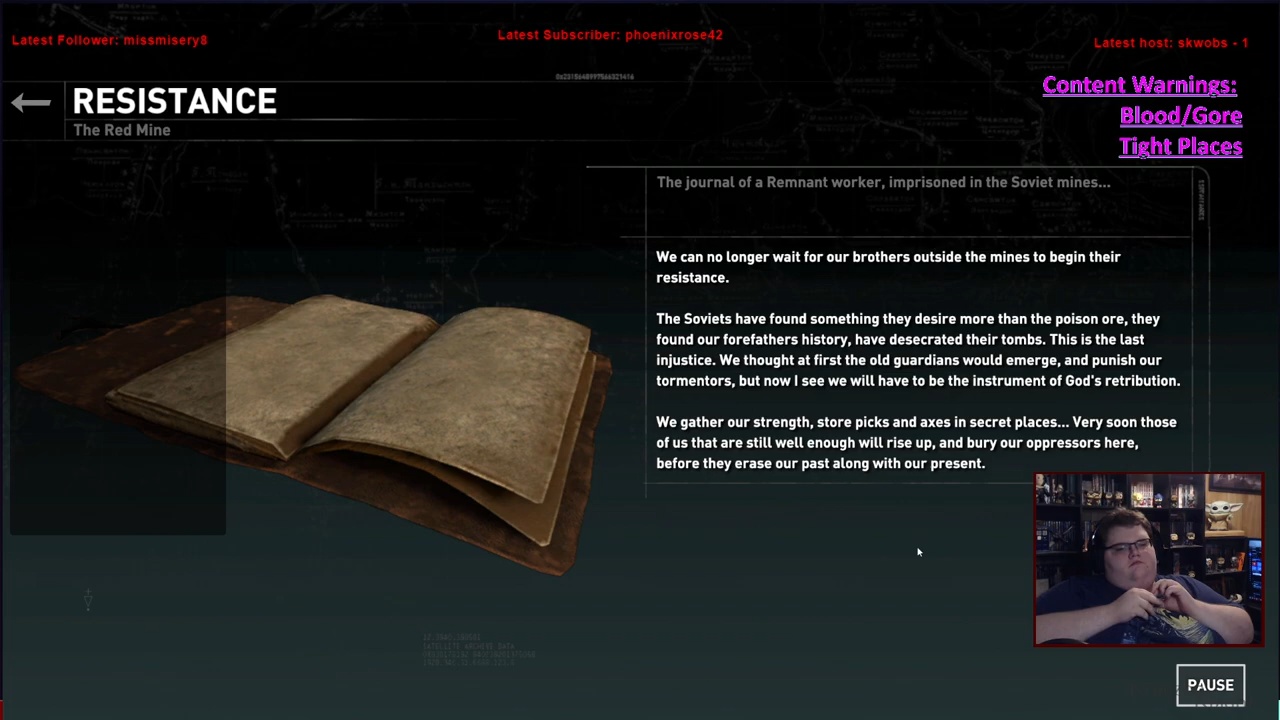 Latest Follower: missmisery8
Latest Subscriber: phoenixrose42
Latest host: skwobs - 1
Content Warnings:
Blood/Gore
Tight Places
RESISTANCE
The Red Mine
The journal of a Remnant worker, imprisoned in the Soviet mines...
We can no longer wait for our brothers outside the mines to begin their
resistance.
The Soviets have found something they desire more than the poison ore, they
found our forefathers history, have desecrated their tombs. This is the last
injustice. We thought at first the old guardians would emerge, and punish our
tormentors, but now I see we will have to be the instrument of God's retribution.
We gather our strength, store picks and axes in secret places... Very soon those
of us that are still well enough will rise up, and bury our oppressors here,
before they erase our past along with our present.
PAUSE